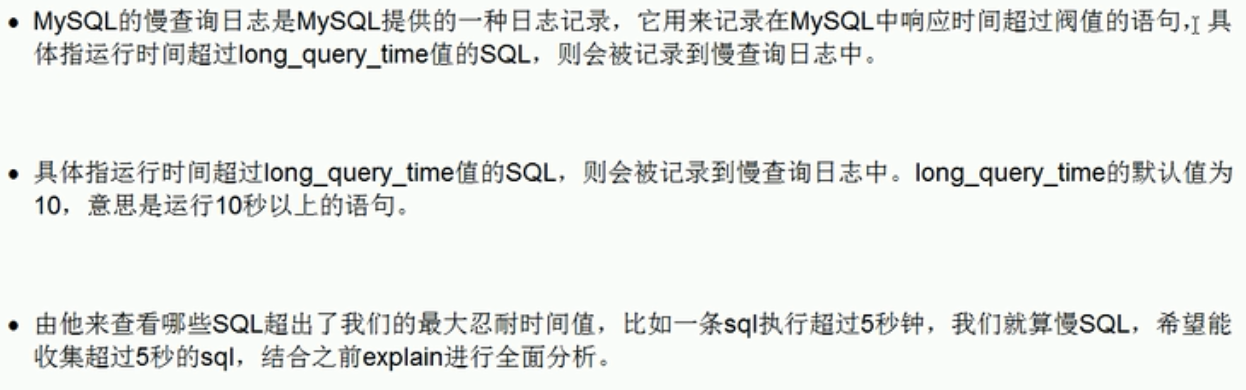 • MySQL的慢查询日志是MySQL提供的一种日志记录，它用来记录在MySQL中响应时间超过阀值的语句，具
体指运行时间超过long_query_time值的SQL，则会被记录到慢查询日志中。
• 具体指运行时间超过long_query_time值的SQL，则会被记录到慢查询日志中。long_query_time的默认值为
10，意思是运行10秒以上的语句。
• 由他来查看哪些SQL超出了我们的最大忍耐时间值，比如一条sql执行超过5秒钟，我们就算慢SQL，希望能
收集超过5秒的sql，结合之前explain进行全面分析。